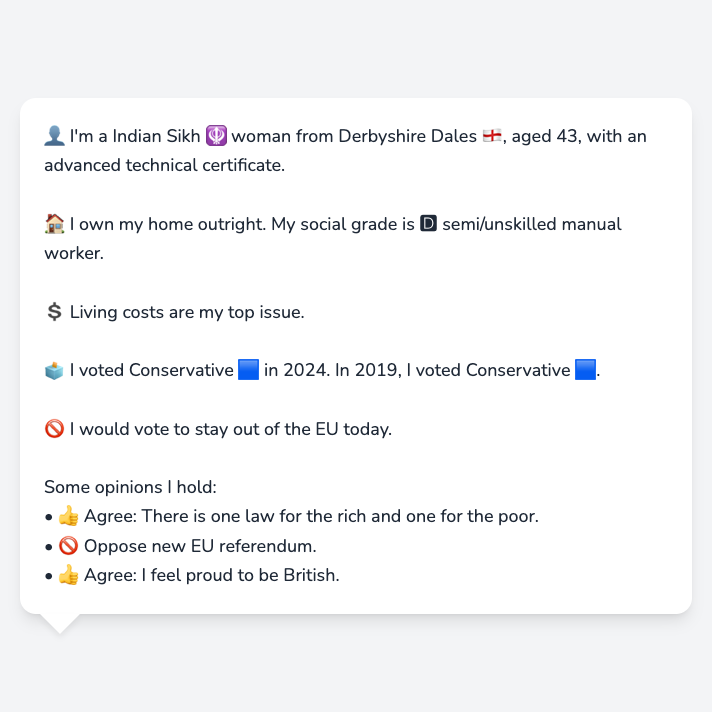 👤 I'm a Indian Sikh 🪯 woman from Derbyshire Dales 🏴󠁧󠁢󠁥󠁮󠁧󠁿, aged 43, with an
advanced technical certificate.
🏠 I own my home outright. My social grade is 🅳 semi/unskilled manual
worker.
💲 Living costs are my top issue.
🗳️ I voted Conservative 🟦 in 2024. In 2019, I voted Conservative 🟦.
🚫 I would vote to stay out of the EU today.
Some opinions I hold:
• 👍 Agree: There is one law for the rich and one for the poor.
• 🚫 Oppose new EU referendum.
• 👍 Agree: I feel proud to be British.